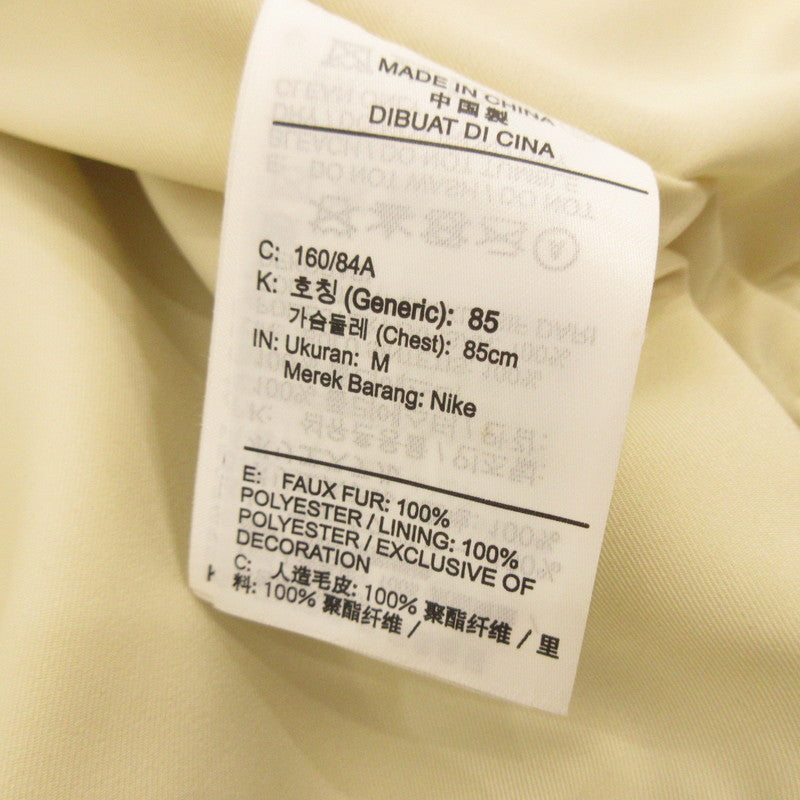 MADE IN CHINA
中国製
DIBUAT DI CINA
C: 160/84A
K: 호칭 (Generic): 85
가슴둘레 (Chest): 85cm
IN: Ukuran: M
Merek Barang: Nike
E: FAUX FUR: 100%
POLYESTER / LINING: 100%
POLYESTER / EXCLUSIVE OF
DECORATION
C: 人造毛皮: 100% 聚酯纤维 / 里
料: 100% 聚酯纤维 /